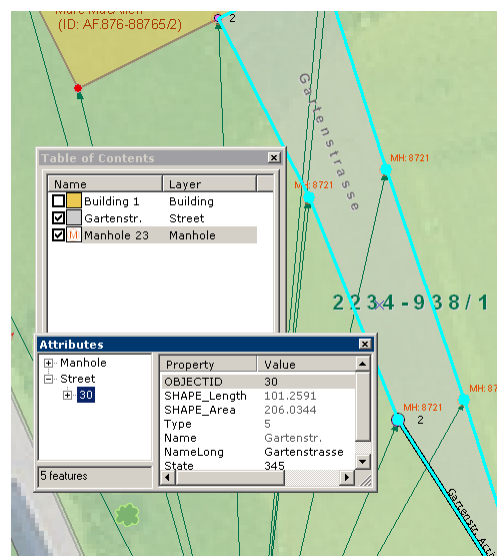 (ID: AF.876-88765/2)
2
Gartenstrasse
MH: 8721
MH: 8721
Table of Contents
Name Layer
Building 1 Building
Gartenstr. Street
M Manhole 23 Manhole
2234-938/1
Attributes
Manhole
Street
30
5 features
Property Value
OBJECTID 30
SHAPE_Length 101.2591
SHAPE_Area 206.0344
Type 5
Name Gartenstr.
NameLong Gartenstrasse
State 345
MH: 87
MH: 8721
2